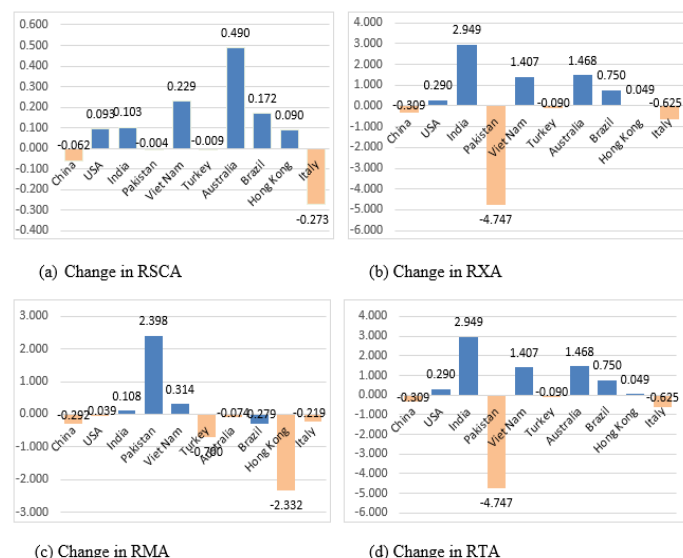 0.600
0.500
0.400
0.300
0.200
0.100
0.000
-0.100
-0.200
-0.300
-0.400
-0.062
0.093
0.103
-0.004
0.229
-0.009
0.490
0.172
0.090
-0.273
China
USA
India
Pakistan
Viet Nam
Turkey
Australia
Brazil
Hong Kong
Italy
(a) Change in RSCA
4.000
3.000
2.000
1.000
0.000
-1.000
-2.000
-3.000
-4.000
-5.000
-6.000
-0.309
0.290
2.949
-4.747
1.407
-0.090
1.468
0.750
0.049
-0.625
China
USA
India
Pakistan
Viet Nam
Turkey
Australia
Brazil
Hong Kong
Italy
(b) Change in RXA
3.000
2.000
1.000
0.000
-1.000
-2.000
-3.000
-0.292
-0.039
0.108
2.398
0.314
-0.700
-0.074
-0.279
-2.332
-0.219
China
USA
India
Pakistan
Viet Nam
Turkey
Australia
Brazil
Hong Kong
Italy
(c) Change in RMA
4.000
3.000
2.000
1.000
0.000
-1.000
-2.000
-3.000
-4.000
-5.000
-6.000
-0.309
0.290
2.949
-4.747
1.407
-0.090
1.468
0.750
0.049
-0.625
China
USA
India
Pakistan
Viet Nam
Turkey
Australia
Brazil
Hong Kong
Italy
(d) Change in RTA